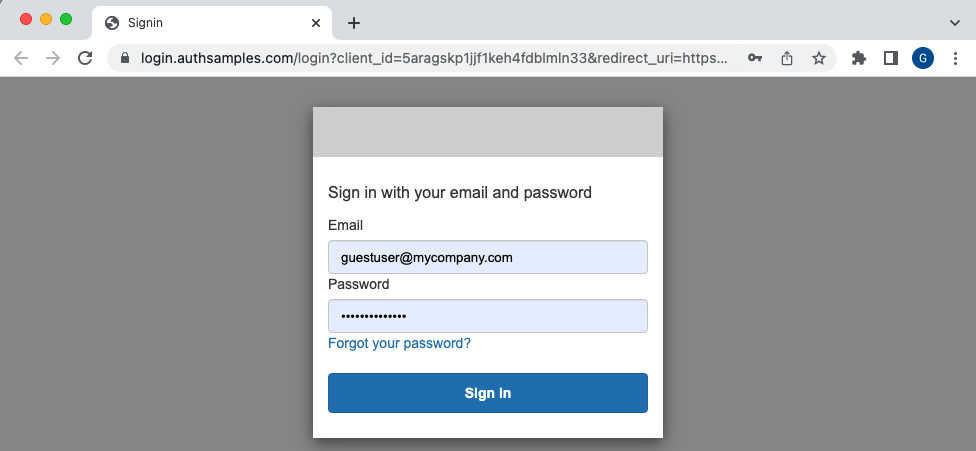 Signin
login.authsamples.com/login?client_id=5aragskp1jjf1keh4fdblmln33&redirect_uri=https...
G
Sign in with your email and password
Email
guestuser@mycompany.com
Password
••••••••••••••
Forgot your password?
Sign in